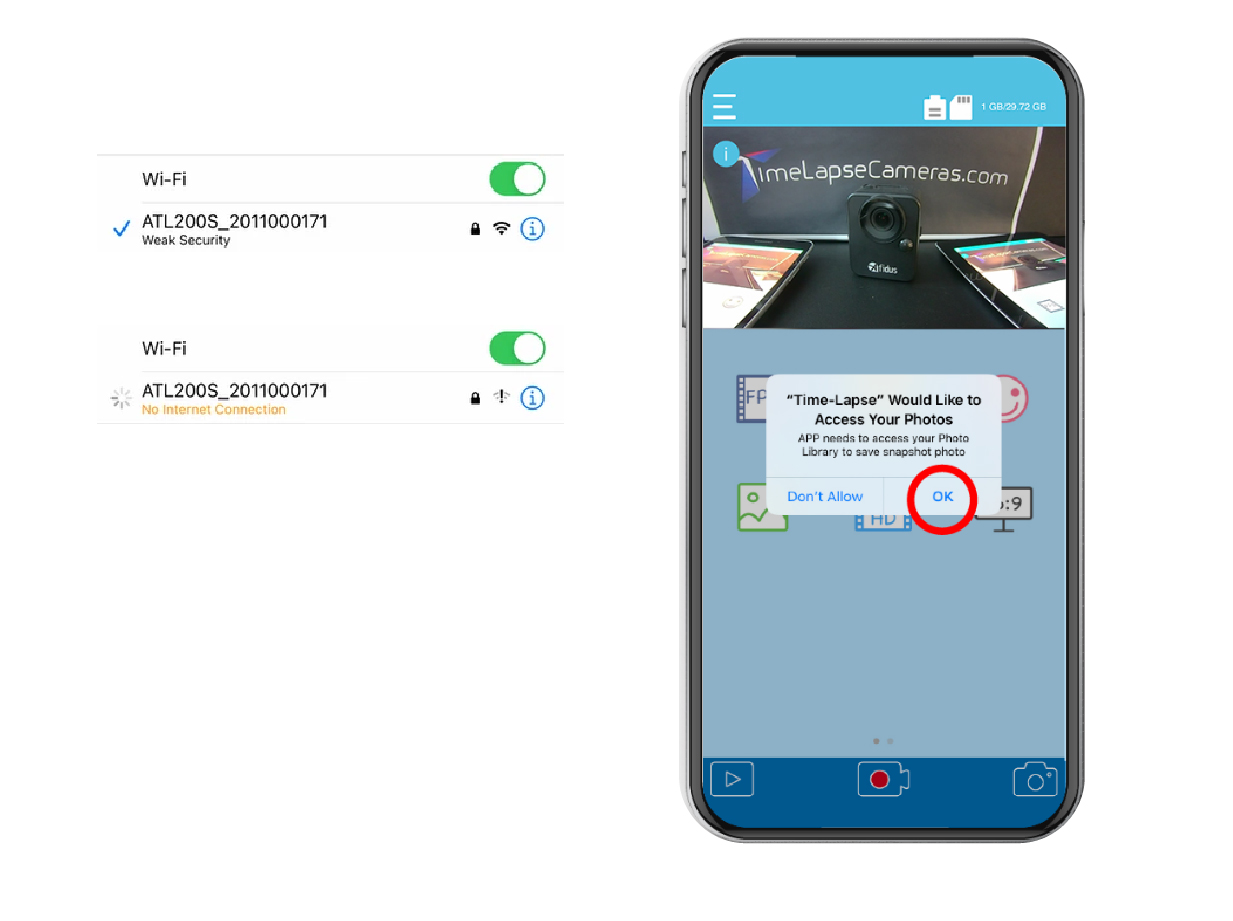 Wi-Fi
ATL200S_2011000171
Weak Security
Wi-Fi
ATL200S_2011000171
No Internet Connection
1 GB/29.72 GB
i
TimeLapseCameras.com
Afidus
FP
"Time-Lapse" Would Like to
Access Your Photos
APP needs to access your Photo
Library to save snapshot photo
Don't Allow
OK
HD
:9